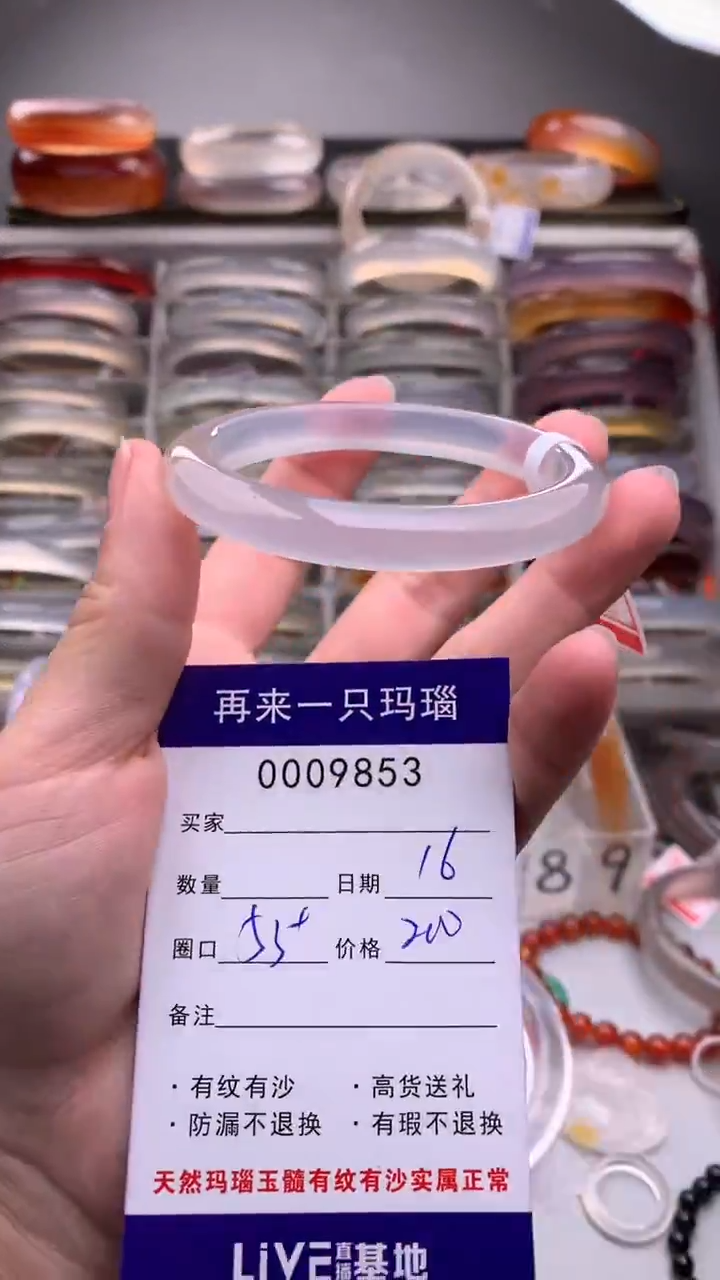 再来一只玛瑙
0009853
买家
数量 日期 16
圈口 55+ 价格 200
备注
·有纹有沙 ·高货送礼
·防漏不退换 ·有瑕不退换
天然玛瑙玉髓有纹有沙实属正常
LiVE直播基地
89